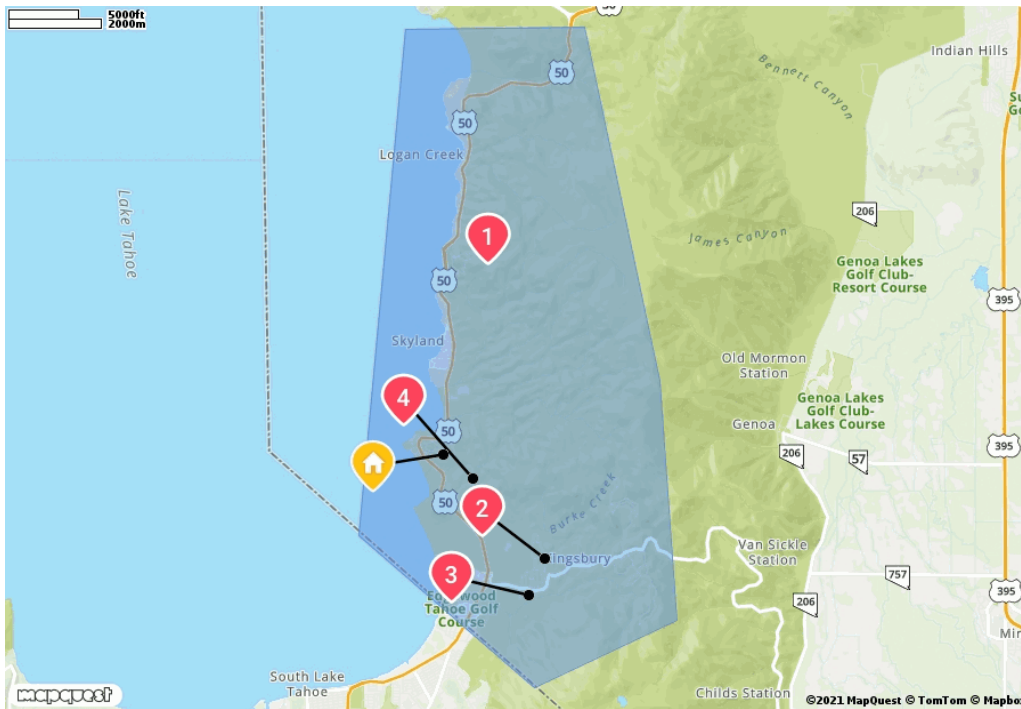 5000ft
2000m
50
Indian Hills
50
Bennett Canyon
50
Logan Creek
Lake Tahoe
206
1
James Canyon
Genoa Lakes
Golf Club-
Resort Course
50
395
Skyland
Old Mormon
Station
4
Genoa Lakes
Golf Club-
Lakes Course
50
Genoa
395
206
57
50
2
Burke Creek
Kingsbury
Van Sickle
Station
3
757
395
Edgewood
Tahoe Golf
Course
206
South Lake
Tahoe
Childs Station
mapquest
©2021 MapQuest © TomTom © Mapbo